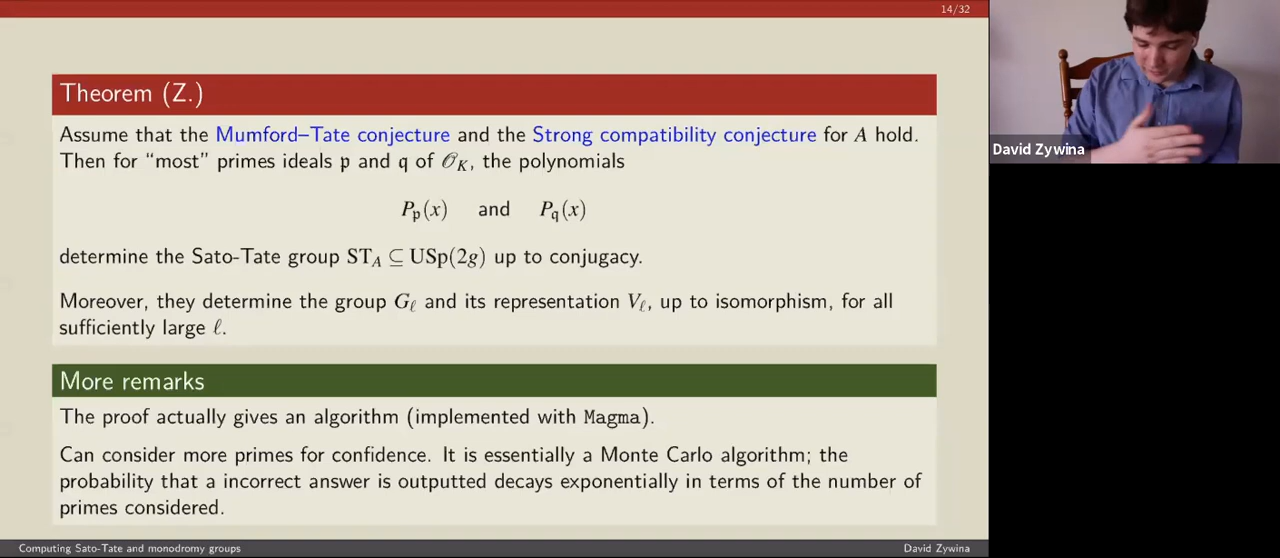 14/32
Theorem (Z.)
Assume that the Mumford–Tate conjecture and the Strong compatibility conjecture for A hold.
Then for “most” primes ideals 𝔭 and 𝔮 of 𝒪_K, the polynomials
P_𝔭(x) and P_𝔮(x)
determine the Sato-Tate group ST_A ⊆ USp(2g) up to conjugacy.
Moreover, they determine the group G_ℓ and its representation V_ℓ, up to isomorphism, for all
sufficiently large ℓ.
More remarks
The proof actually gives an algorithm (implemented with Magma).
Can consider more primes for confidence. It is essentially a Monte Carlo algorithm; the
probability that a incorrect answer is outputted decays exponentially in terms of the number of
primes considered.
Computing Sato-Tate and monodromy groups
David Zywina
David Zywina